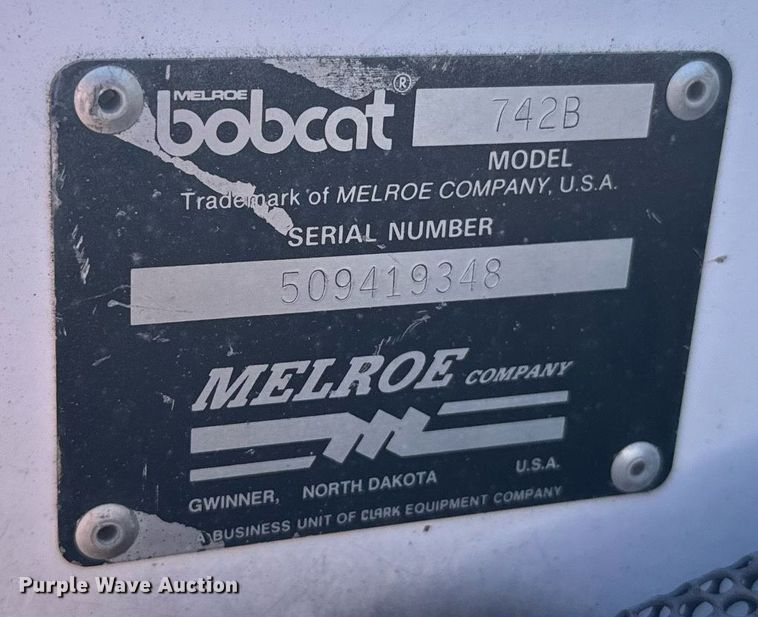 MELROE
bobcat® 742B
MODEL
Trademark of MELROE COMPANY, U.S.A.
SERIAL NUMBER
509419348
MELROE COMPANY
GWINNER, NORTH DAKOTA U.S.A.
A BUSINESS UNIT OF CLARK EQUIPMENT COMPANY
Purple Wave Auction